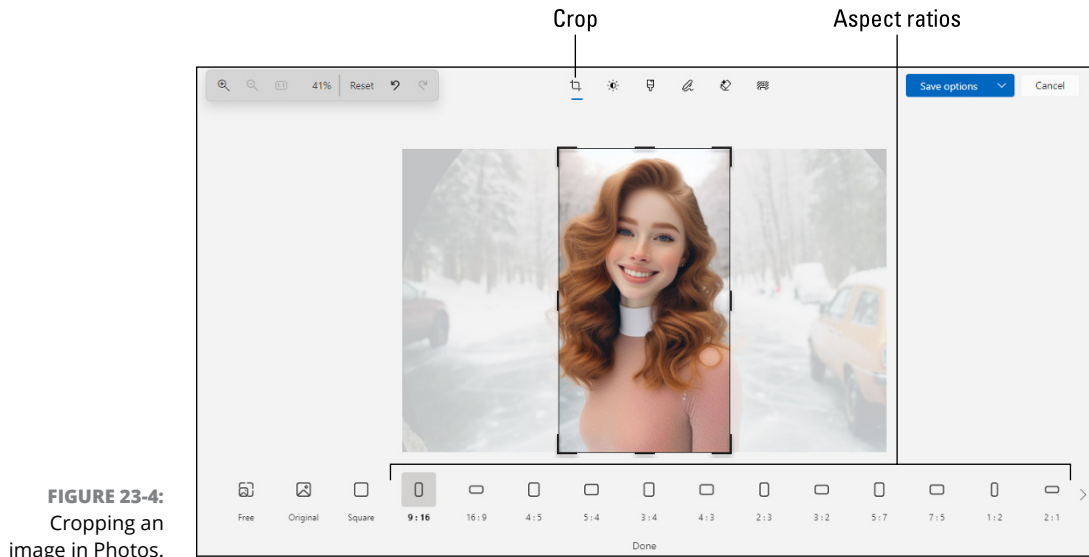 Crop
Aspect ratios
41% Reset
Save options
Cancel
Free Original Square 9:16 16:9 4:5 5:4 3:4 4:3 2:3 3:2 5:7 7:5 1:2 2:1
Done
FIGURE 23-4:
Cropping an
image in Photos.